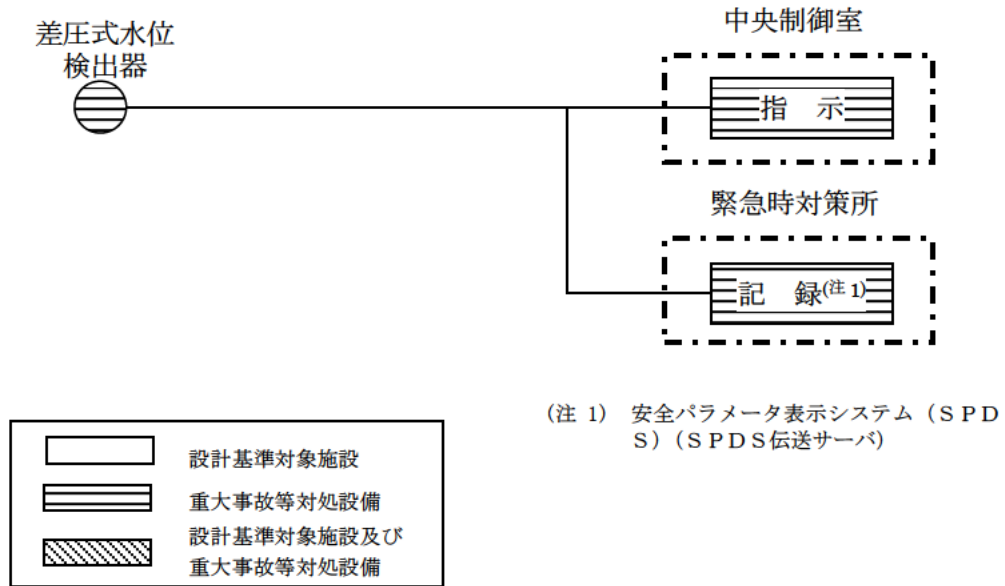 差圧式水位
検出器
中央制御室
指　示
緊急時対策所
記　録(注 1)
(注 1)　安全パラメータ表示システム（ＳＰＤ
Ｓ）（ＳＰＤＳ伝送サーバ）
設計基準対象施設
重大事故等対処設備
設計基準対象施設及び
重大事故等対処設備